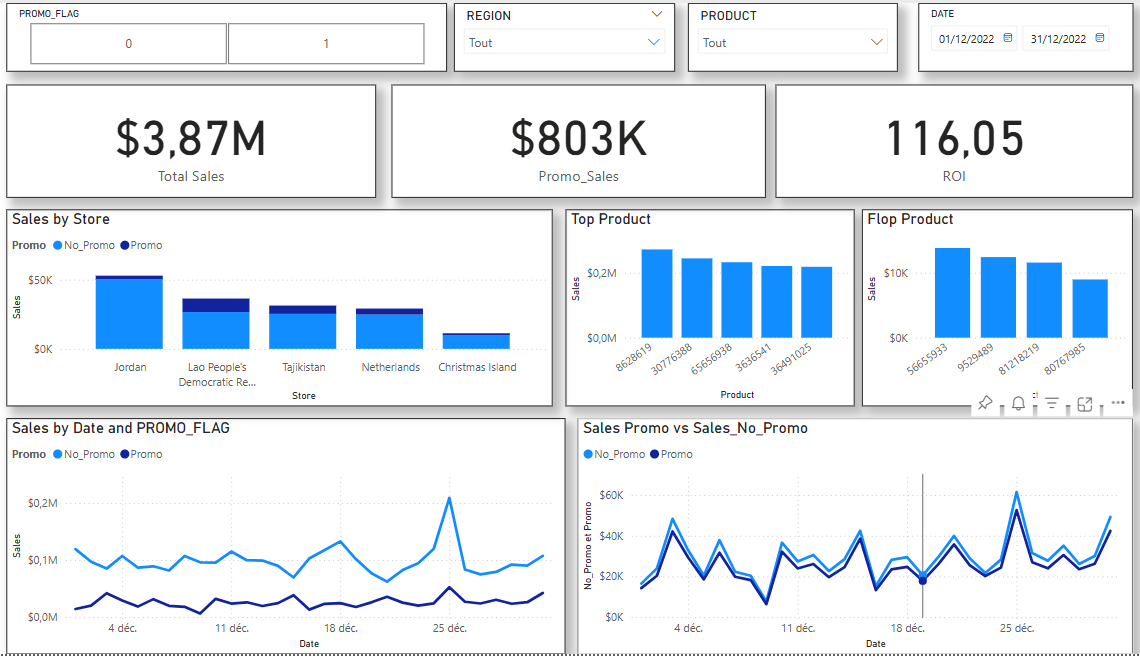 PROMO_FLAG
0
1
REGION
Tout
PRODUCT
Tout
DATE
01/12/2022
31/12/2022
$3,87M
Total Sales
$803K
Promo_Sales
116,05
ROI
Sales by Store
Promo No_Promo Promo
Sales
$50K
$0K
Jordan
Lao People's
Democratic Re...
Tajikistan
Netherlands
Christmas Island
Store
Top Product
Sales
$0,2M
$0,0M
8628619
30776388
65656938
3636541
36491025
Product
Flop Product
Sales
$10K
$0K
56655933
9529489
81218219
80767985
Sales by Date and PROMO_FLAG
Promo No_Promo Promo
Sales
$0,2M
$0,1M
$0,0M
4 déc.
11 déc.
18 déc.
25 déc.
Date
Sales Promo vs Sales_No_Promo
No_Promo Promo
No_Promo et Promo
$60K
$40K
$20K
$0K
4 déc.
11 déc.
18 déc.
25 déc.
Date